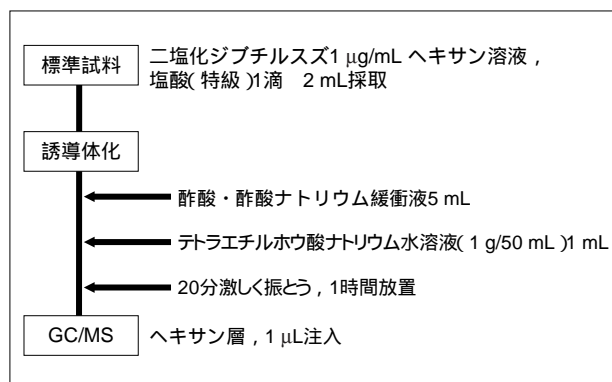 標準試料
二塩化ジブチルスズ1 μg/mL ヘキサン溶液，
塩酸（特級）1滴　2 mL採取
誘導体化
酢酸・酢酸ナトリウム緩衝液5 mL
テトラエチルホウ酸ナトリウム水溶液（1 g/50 mL）1 mL
20分激しく振とう，1時間放置
GC/MS
ヘキサン層，1 μL注入